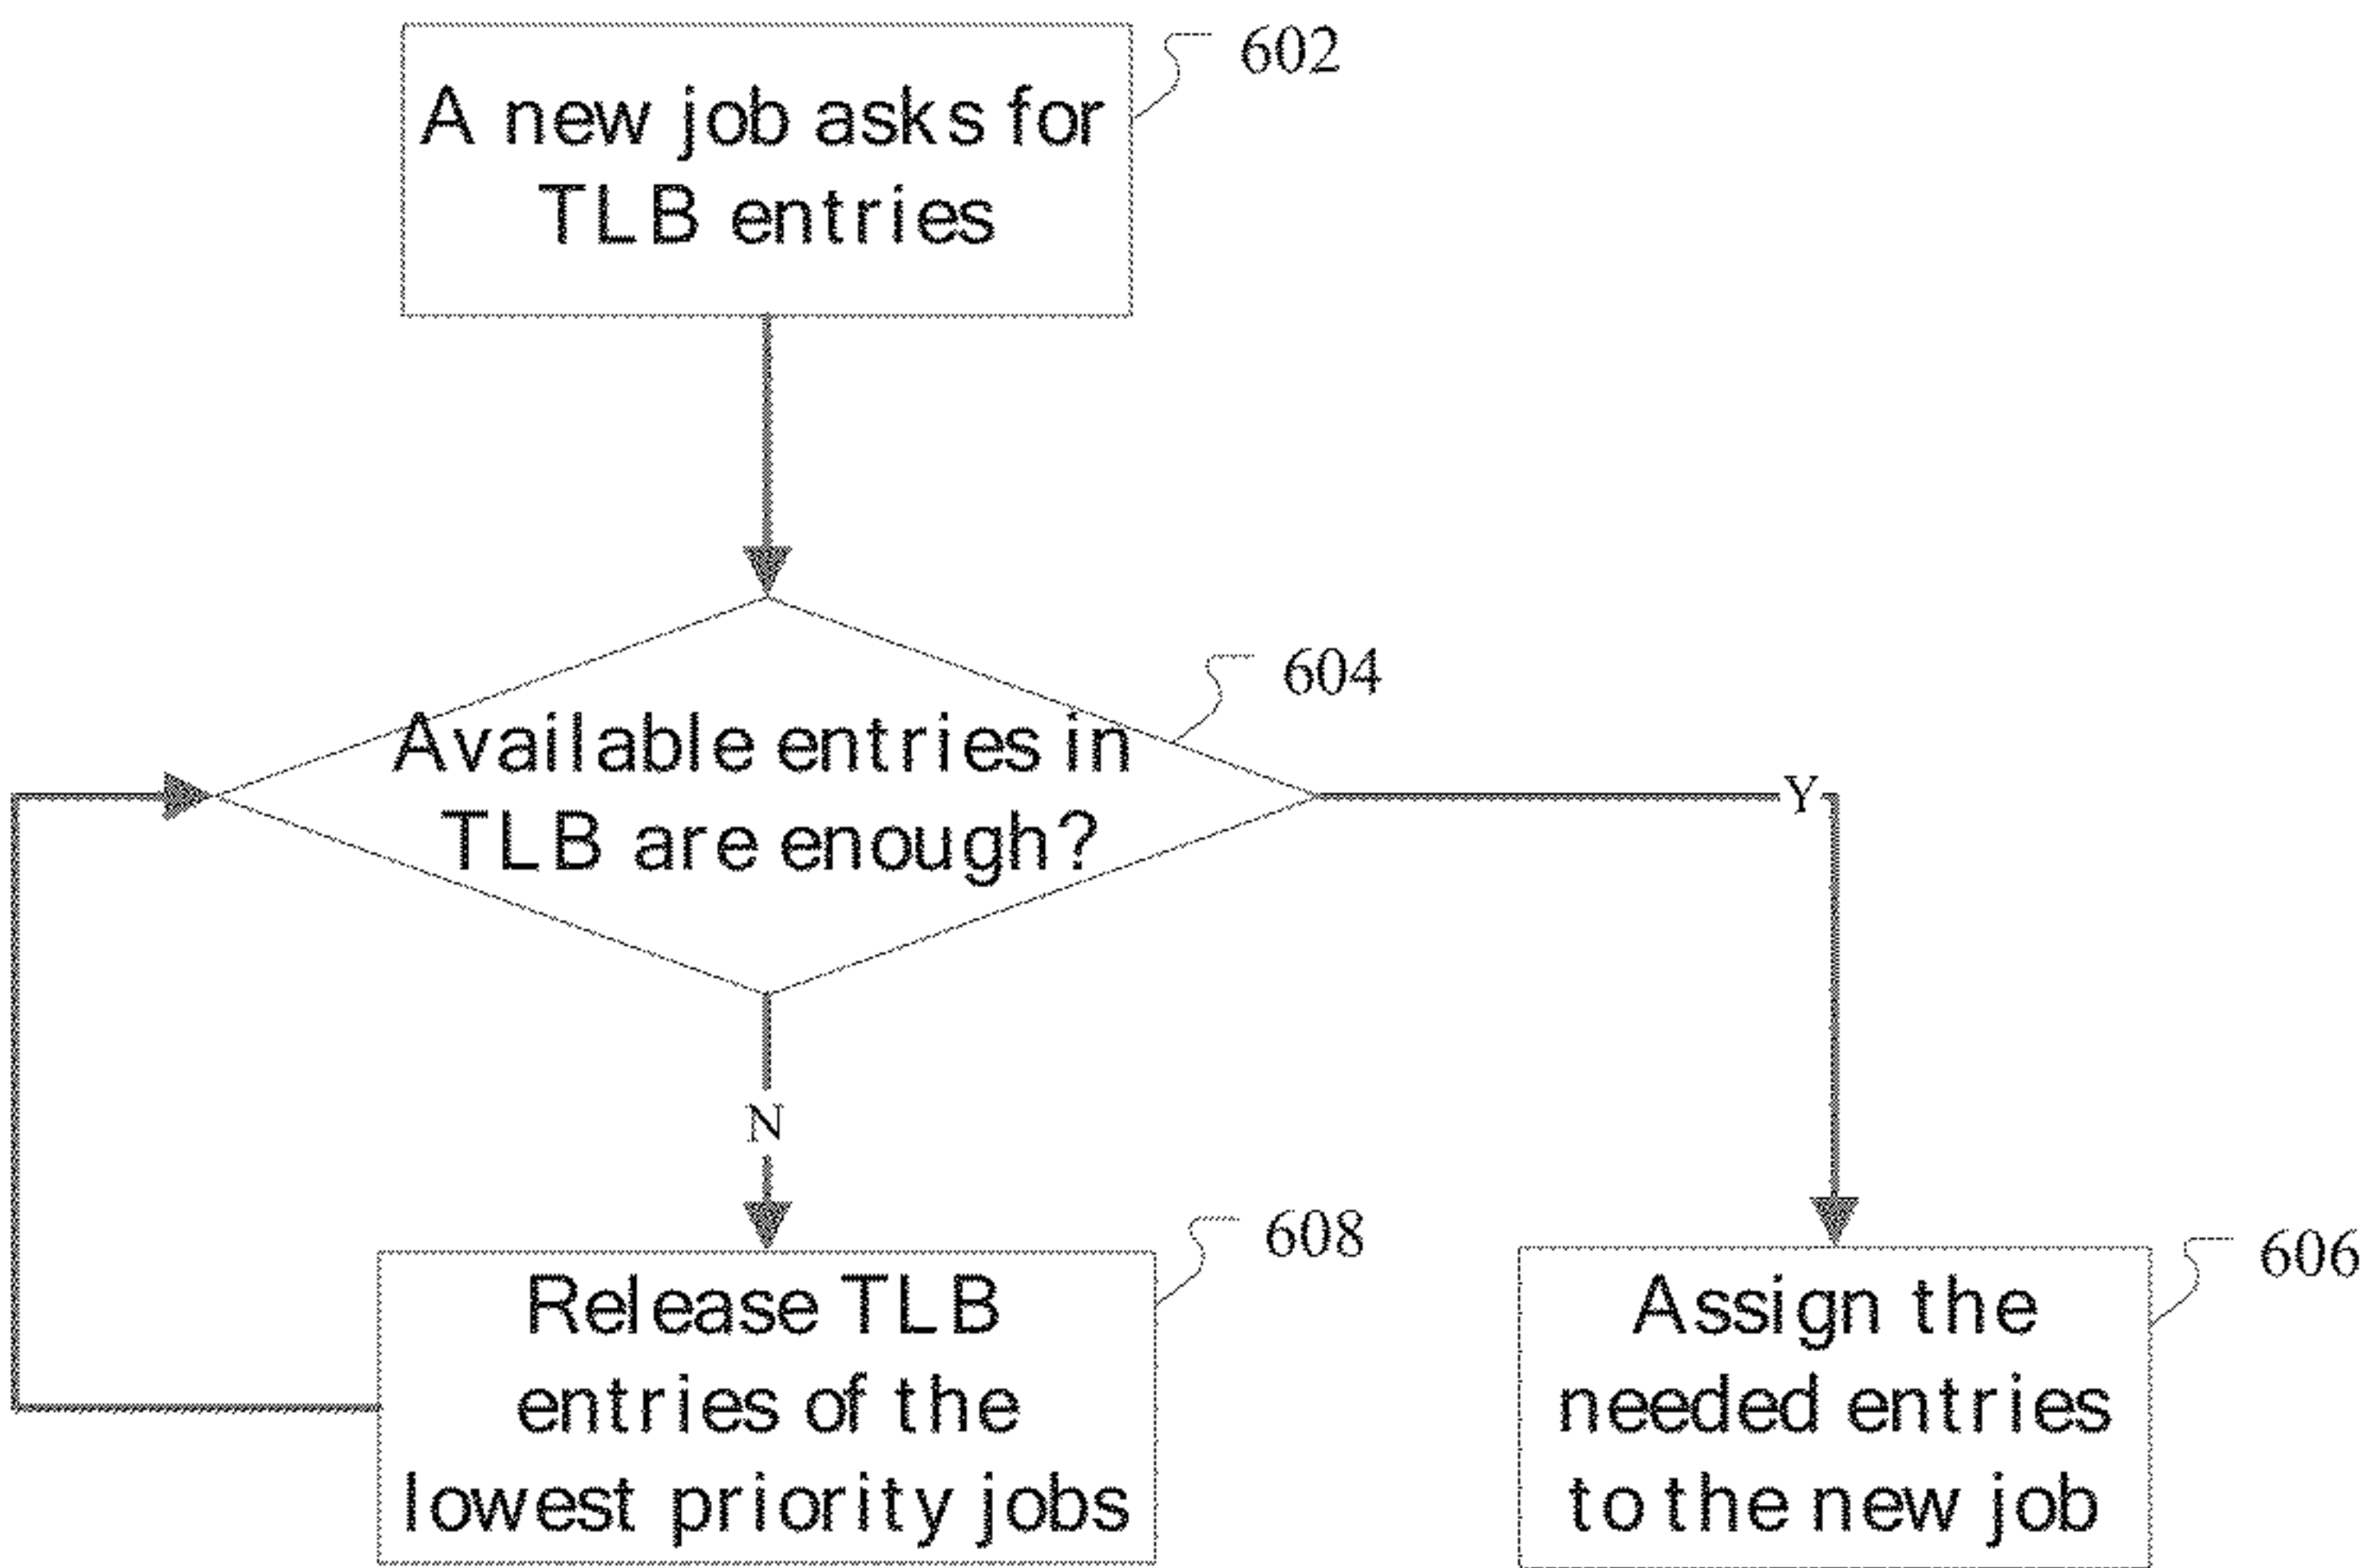 A new job asks for
TLB entries
602
Available entries in
TLB are enough?
604
Y
N
Release TLB
entries of the
lowest priority jobs
608
Assign the
needed entries
to the new job
606